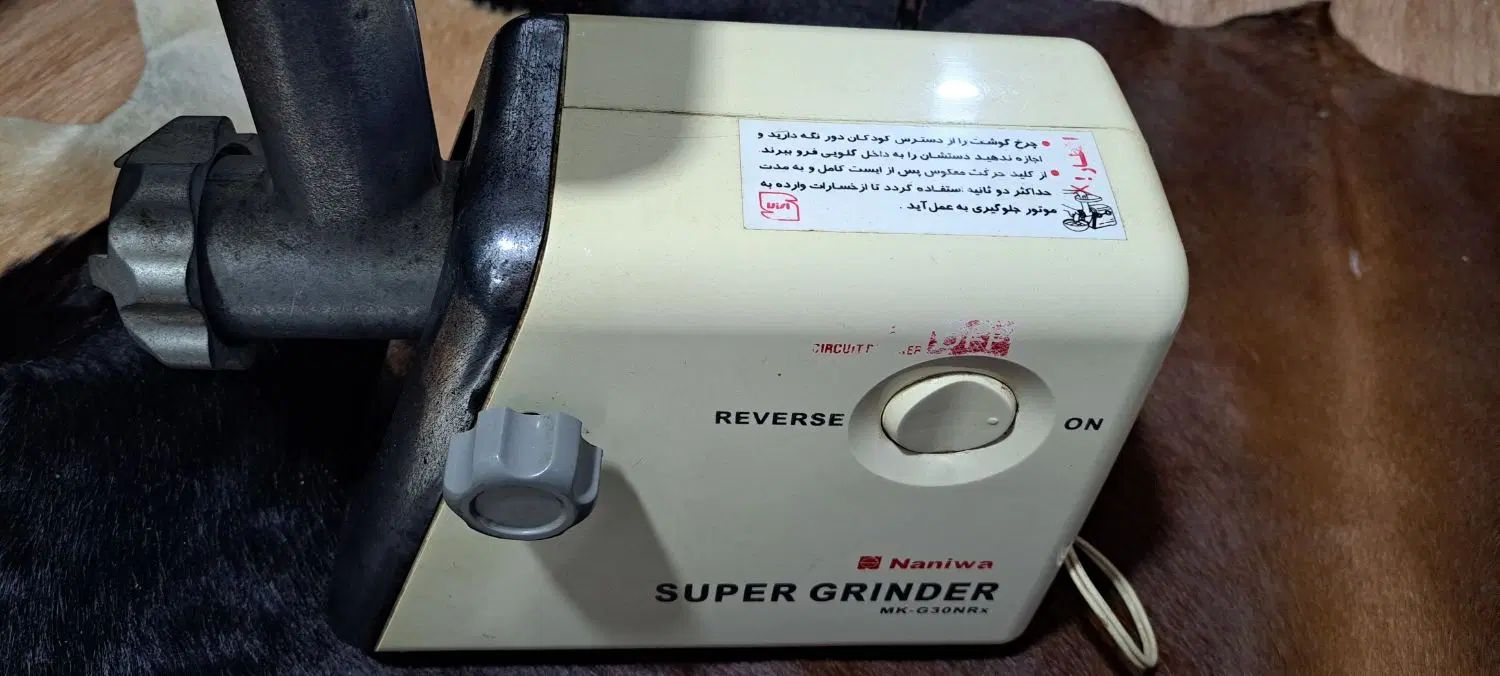 اخطار!
• چرخ گوشت را از دسترس کودکان دور نگه دارید و
اجازه ندهید دستشان را به داخل گلویی فرو ببرند.
• از کلید حرکت معکوس پس از ایست کامل و به مدت
حداکثر دو ثانیه استفاده گردد تا از خسارات وارده به
موتور جلوگیری به عمل آید.
CIRCUIT
REVERSE
ON
Naniwa
SUPER GRINDER
MK-G30NRx